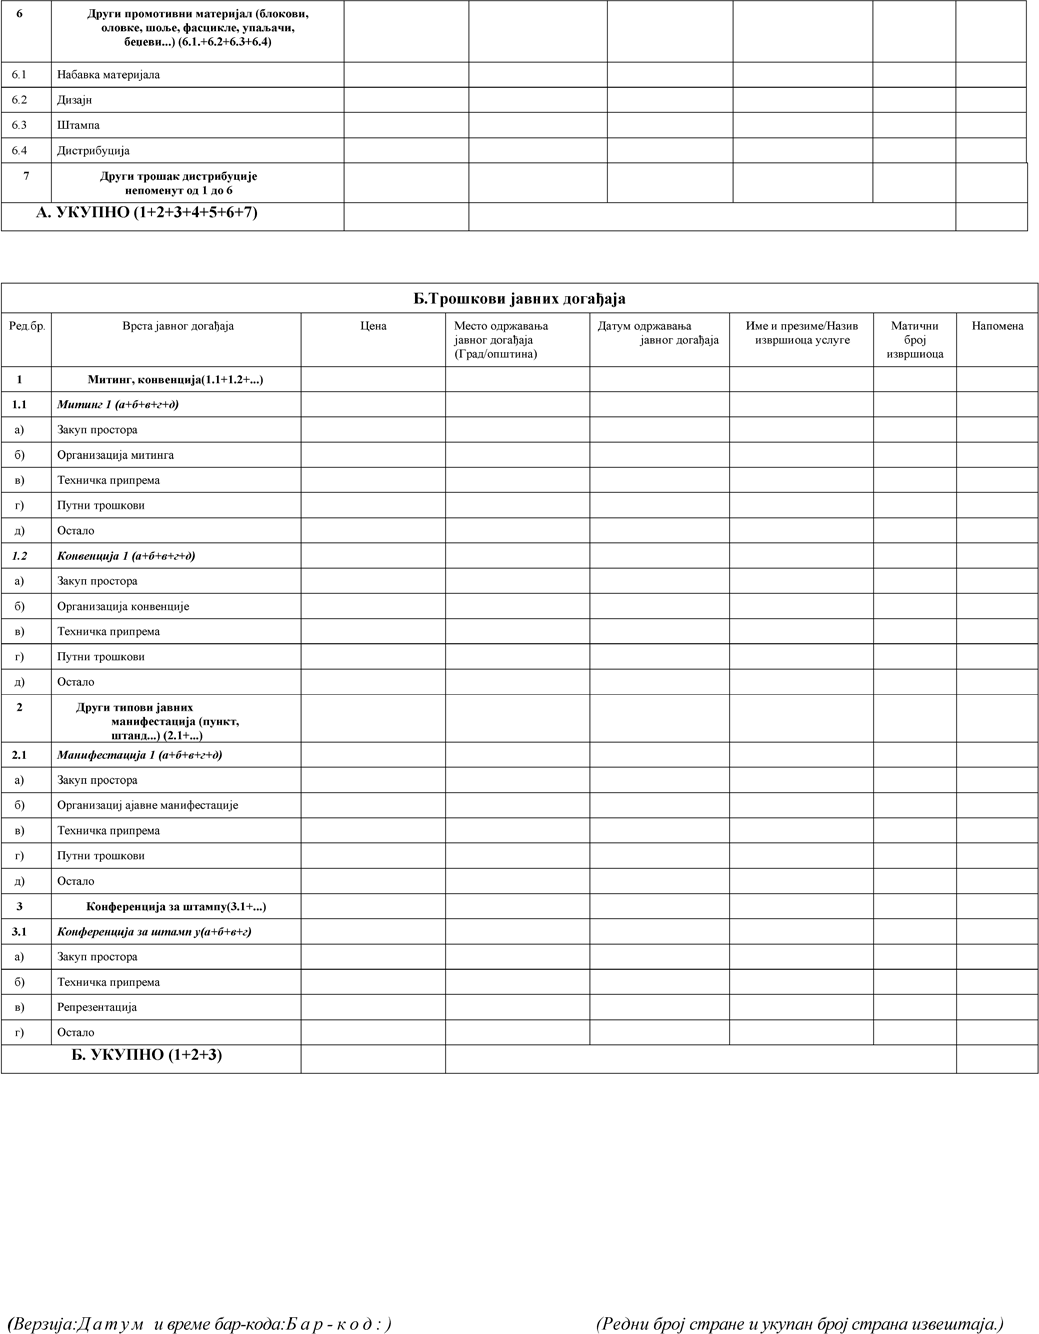 6 Други промотивни материјал (блокови,
оловке, шоље, фасцикле, упаљачи,
беџеви...) (6.1.+6.2+6.3+6.4)
6.1 Набавка материјала
6.2 Дизајн
6.3 Штампа
6.4 Дистрибуција
7 Други трошак дистрибуције
непоменут од 1 до 6
А. УКУПНО (1+2+3+4+5+6+7)
Б.Трошкови јавних догађаја
Ред.бр. Врста јавног догађаја Цена Место одржавања Датум одржавања Име и презиме/Назив Матични Напомена
јавног догађаја јавног догађаја извршиоца услуге број
(Град/општина) извршиоца
1 Митинг, конвенција(1.1+1.2+...)
1.1 Митинг 1 (а+б+в+г+д)
а) Закуп простора
б) Организација митинга
в) Техничка припрема
г) Путни трошкови
д) Остало
1.2 Конвенција 1 (а+б+в+г+д)
а) Закуп простора
б) Организација конвенције
в) Техничка припрема
г) Путни трошкови
д) Остало
2 Други типови јавних
манифестација (пункт,
штанд...) (2.1+...)
2.1 Манифестација 1 (а+б+в+г+д)
а) Закуп простора
б) Организациј ајавне манифестације
в) Техничка припрема
г) Путни трошкови
д) Остало
3 Конференција за штампу(3.1+...)
3.1 Конференција за штамп у(а+б+в+г)
а) Закуп простора
б) Техничка припрема
в) Репрезентација
г) Остало
Б. УКУПНО (1+2+3)
(Верзија:Датум и време бар-кода:Бар-код:) (Редни број стране и укупан број страна извештаја.)